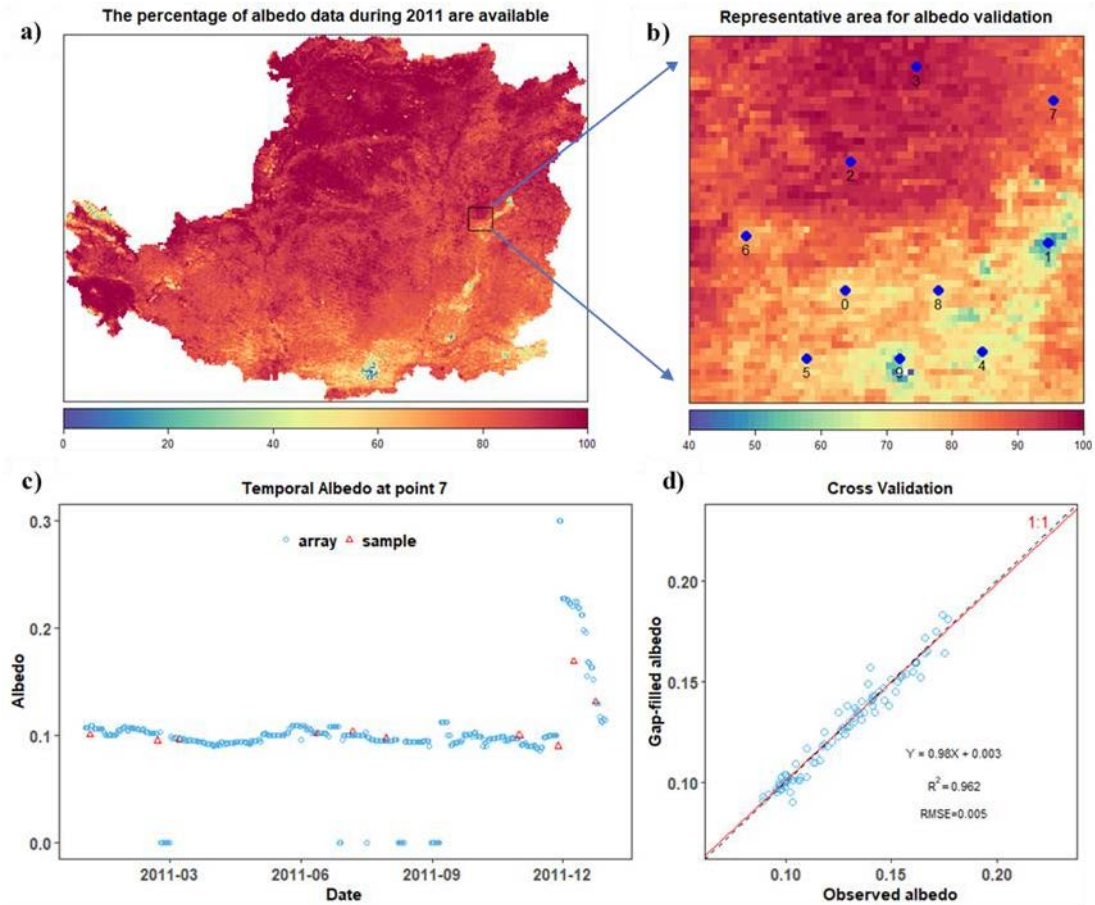 The percentage of albedo data during 2011 are available
a)
0 20 40 60 80 100
Representative area for albedo validation
b)
3
7
2
6
1
0 8
5 9 4
40 50 60 70 80 90 100
c)
Temporal Albedo at point 7
array sample
0.3
0.2
0.1
0.0
Albedo
2011-03 2011-06 2011-09 2011-12
Date
d)
Cross Validation
1:1
0.20
0.15
0.10
Gap-filled albedo
Y = 0.98X + 0.003
R² = 0.962
RMSE=0.005
0.10 0.15 0.20
Observed albedo